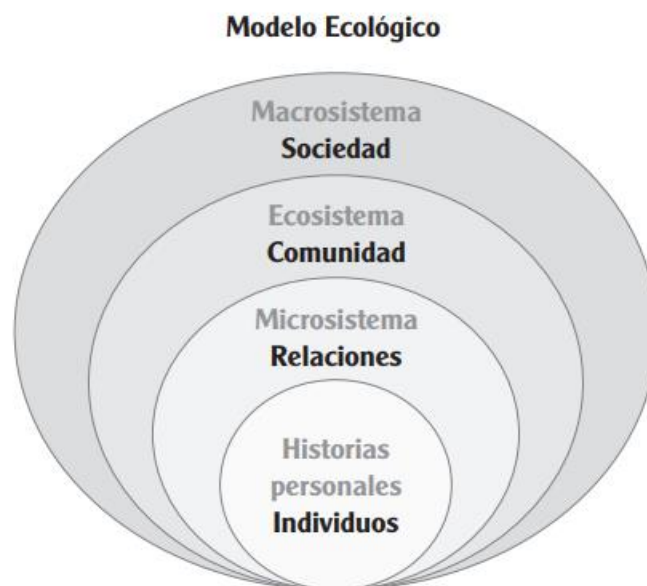 Modelo Ecológico
Macrosistema
Sociedad
Ecosistema
Comunidad
Microsistema
Relaciones
Historias
personales
Individuos